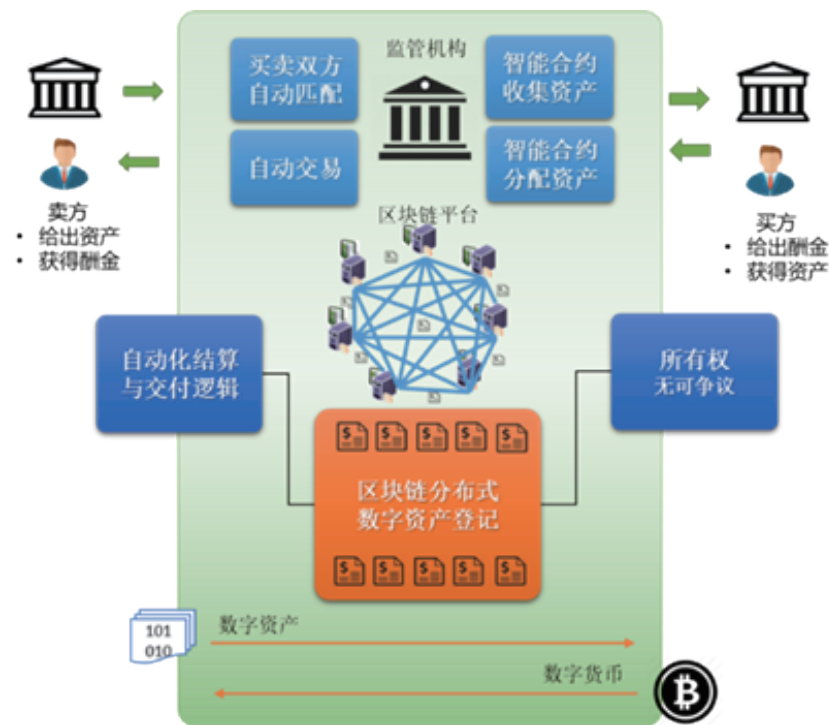 监管机构
买卖双方
自动匹配
智能合约
收集资产
自动交易
智能合约
分配资产
卖方
• 给出资产
• 获得酬金
买方
• 给出酬金
• 获得资产
区块链平台
自动化结算
与交付逻辑
所有权
无可争议
$ $ $ $ $
区块链分布式
数字资产登记
$ $ $ $ $
101
010
数字资产
数字货币
₿